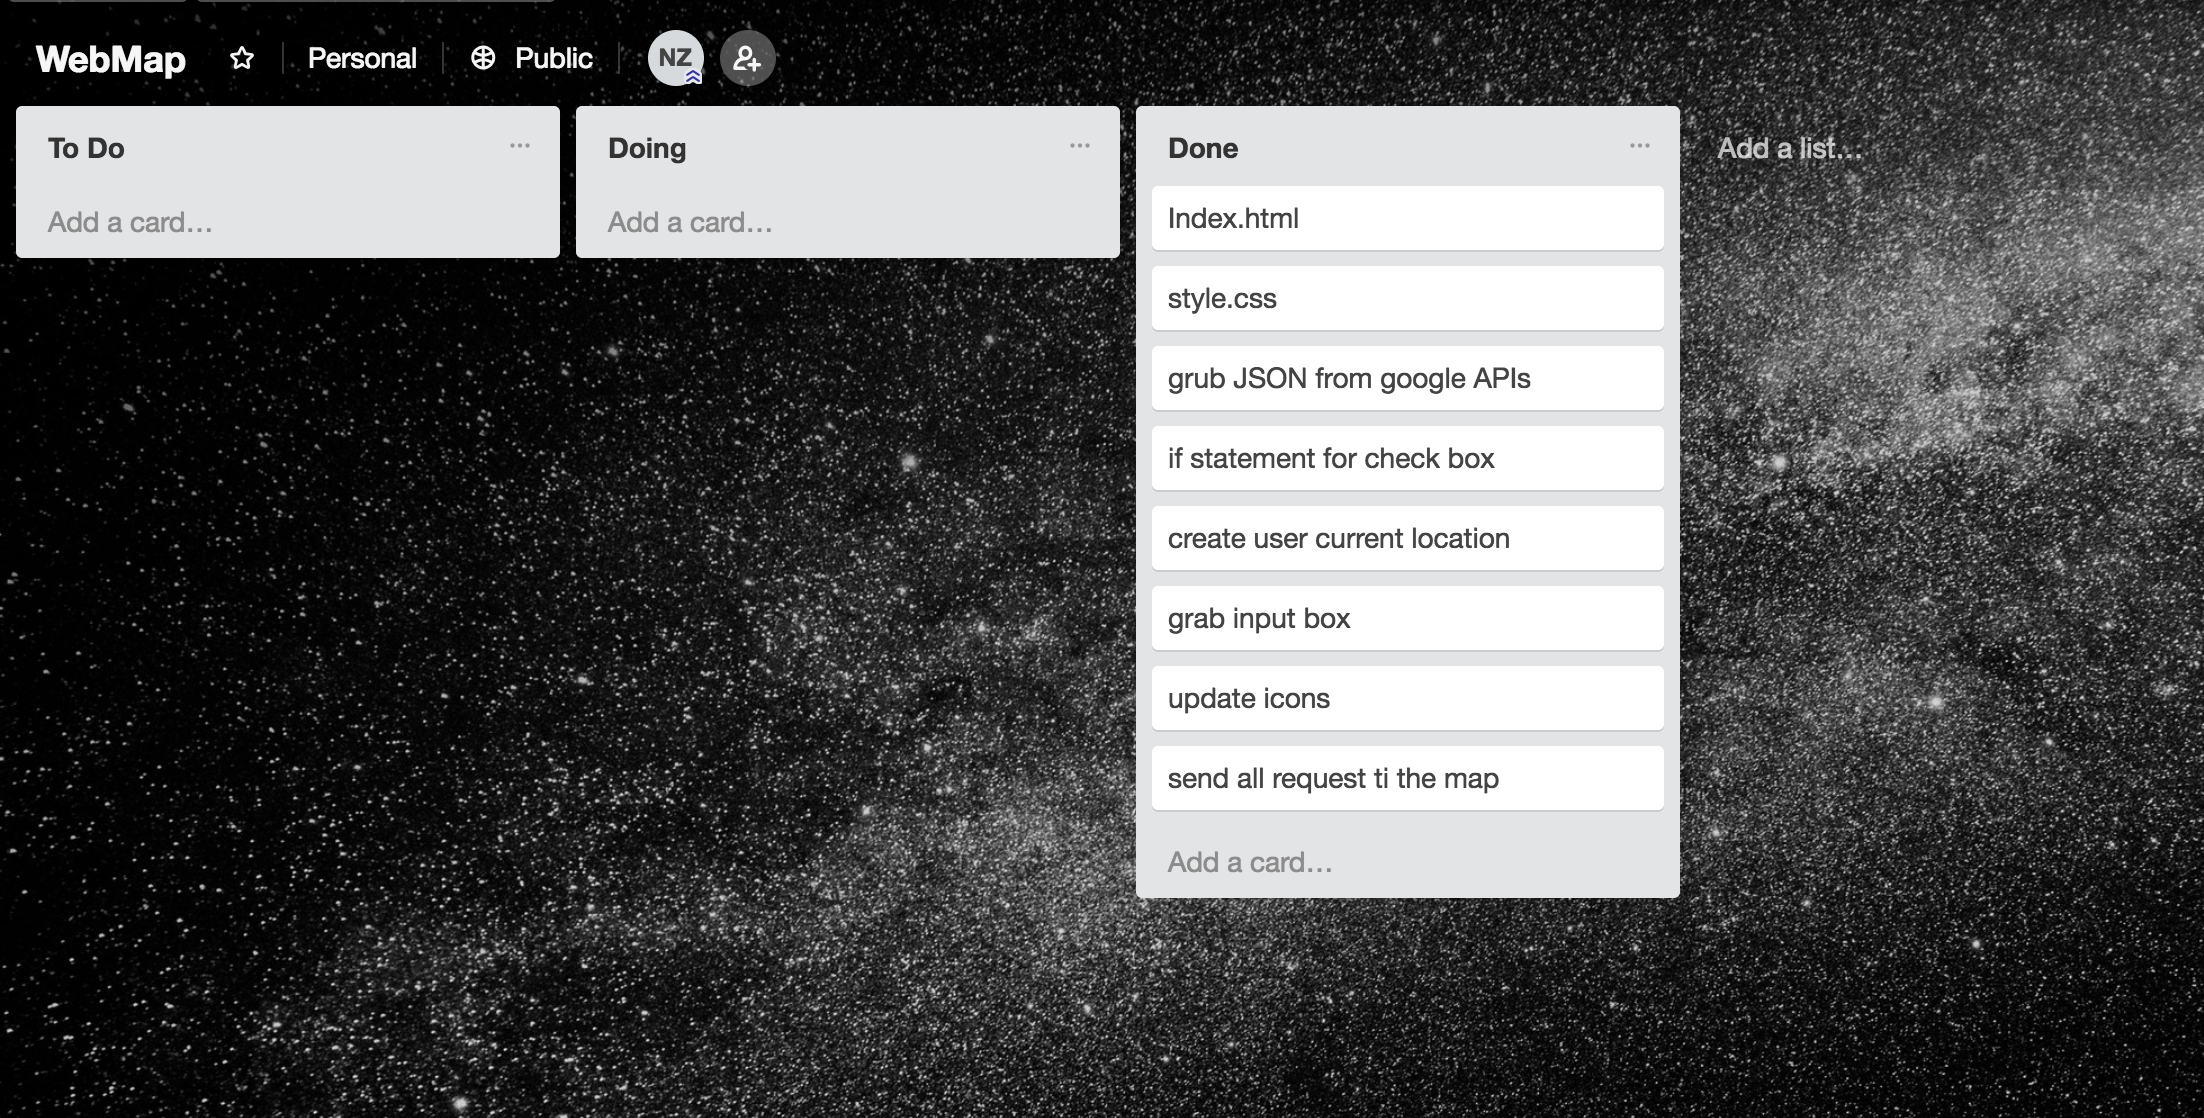 WebMap Personal Public NZ
To Do
Add a card...
Doing
Add a card...
Done
Index.html
style.css
grub JSON from google APIs
if statement for check box
create user current location
grab input box
update icons
send all request ti the map
Add a card...
Add a list...